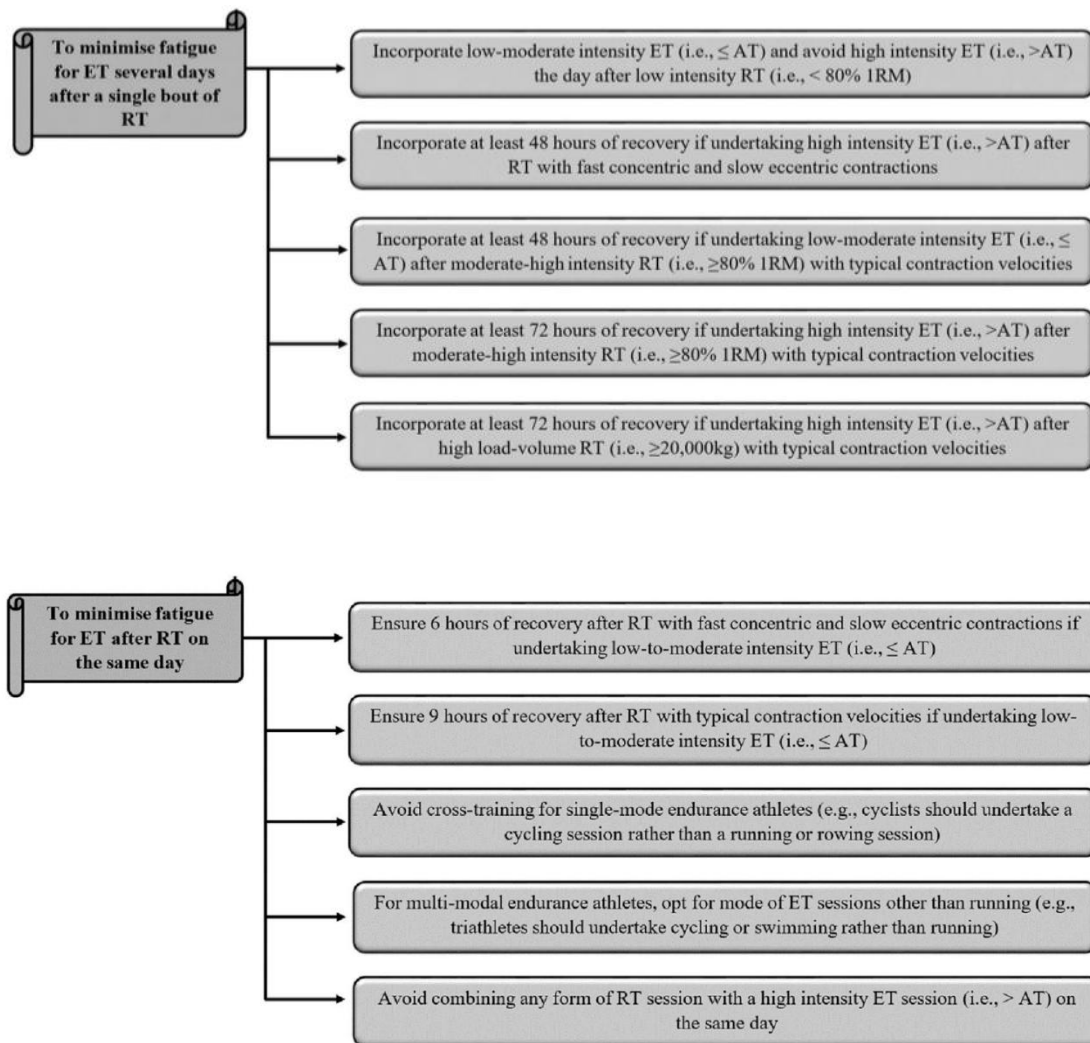 To minimise fatigue
for ET several days
after a single bout of
RT
Incorporate low-moderate intensity ET (i.e., ≤ AT) and avoid high intensity ET (i.e., >AT)
the day after low intensity RT (i.e., < 80% 1RM)
Incorporate at least 48 hours of recovery if undertaking high intensity ET (i.e., >AT) after
RT with fast concentric and slow eccentric contractions
Incorporate at least 48 hours of recovery if undertaking low-moderate intensity ET (i.e., ≤
AT) after moderate-high intensity RT (i.e., ≥80% 1RM) with typical contraction velocities
Incorporate at least 72 hours of recovery if undertaking high intensity ET (i.e., >AT) after
moderate-high intensity RT (i.e., ≥80% 1RM) with typical contraction velocities
Incorporate at least 72 hours of recovery if undertaking high intensity ET (i.e., >AT) after
high load-volume RT (i.e., ≥20,000kg) with typical contraction velocities
To minimise fatigue
for ET after RT on
the same day
Ensure 6 hours of recovery after RT with fast concentric and slow eccentric contractions if
undertaking low-to-moderate intensity ET (i.e., ≤ AT)
Ensure 9 hours of recovery after RT with typical contraction velocities if undertaking low-
to-moderate intensity ET (i.e., ≤ AT)
Avoid cross-training for single-mode endurance athletes (e.g., cyclists should undertake a
cycling session rather than a running or rowing session)
For multi-modal endurance athletes, opt for mode of ET sessions other than running (e.g.,
triathletes should undertake cycling or swimming rather than running)
Avoid combining any form of RT session with a high intensity ET session (i.e., > AT) on
the same day